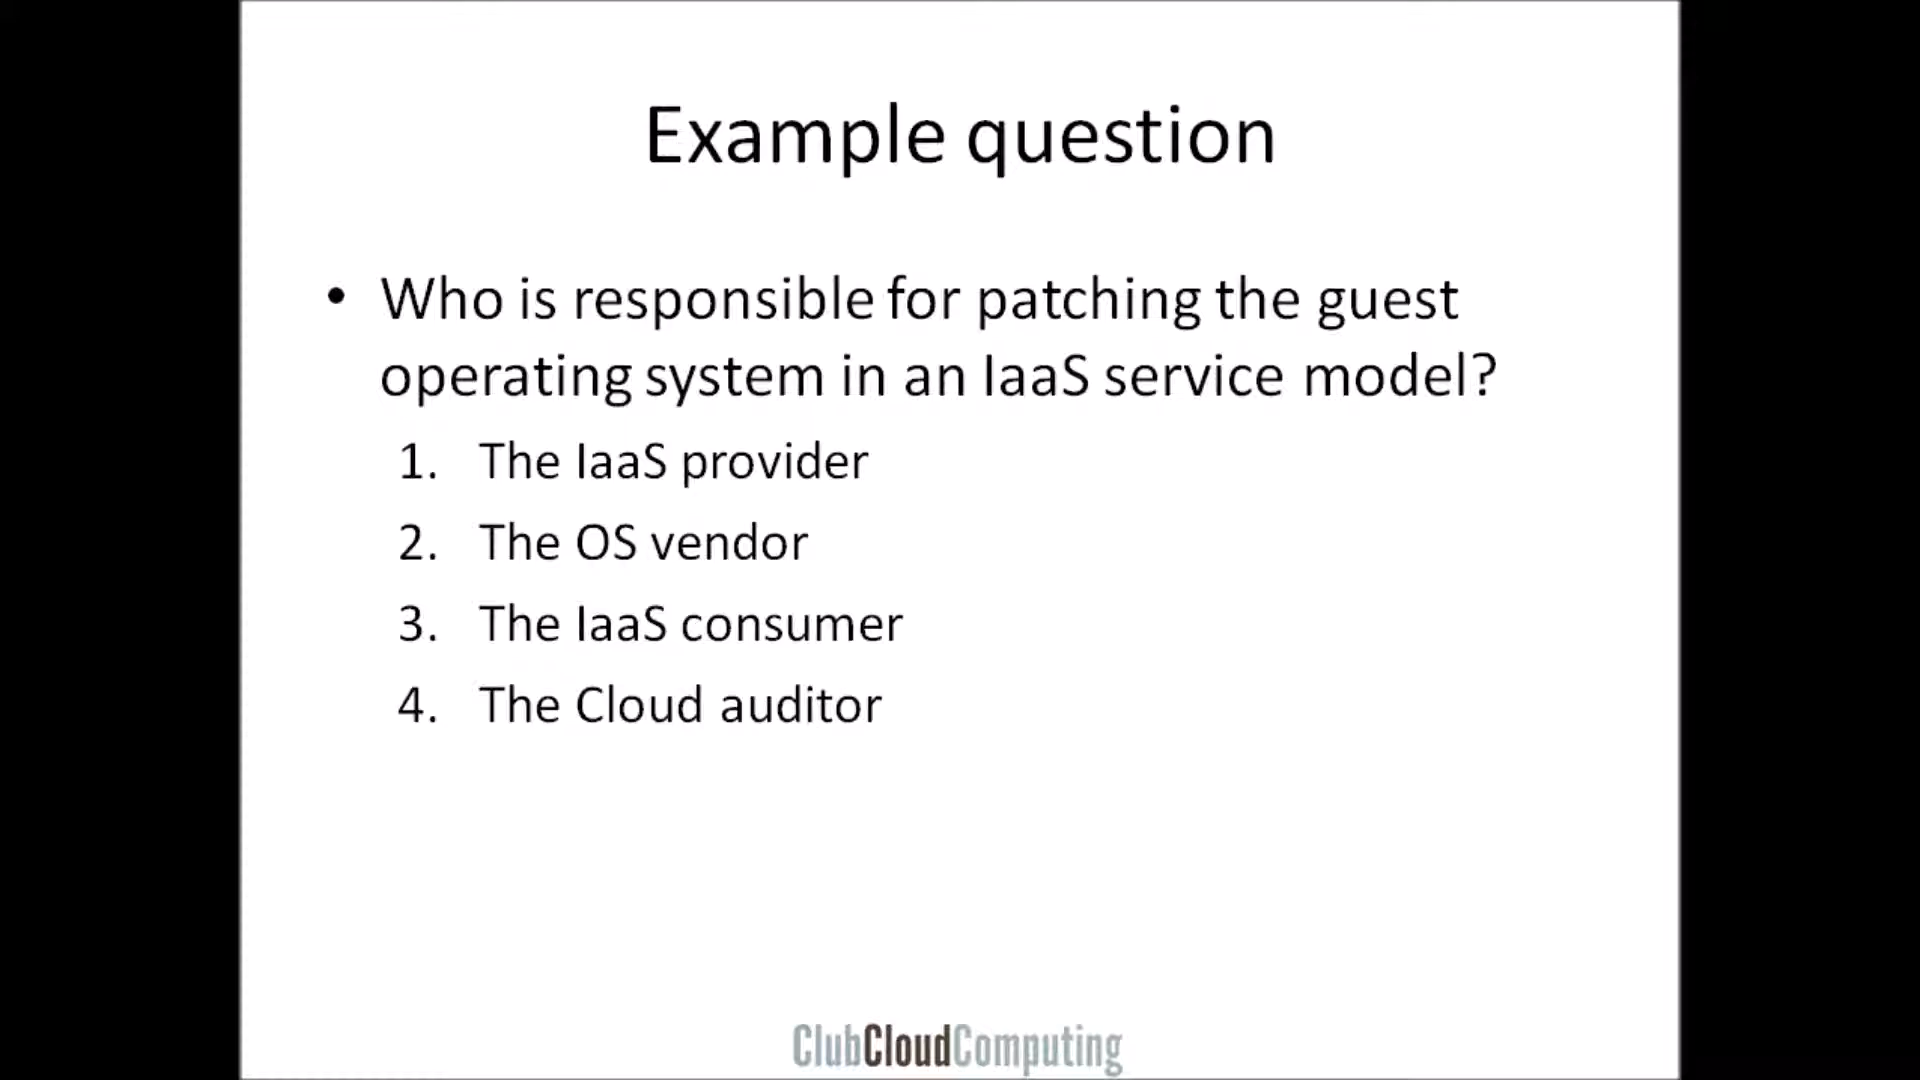 Example question
• Who is responsible for patching the guest
operating system in an IaaS service model?
1. The IaaS provider
2. The OS vendor
3. The IaaS consumer
4. The Cloud auditor
ClubCloudComputing